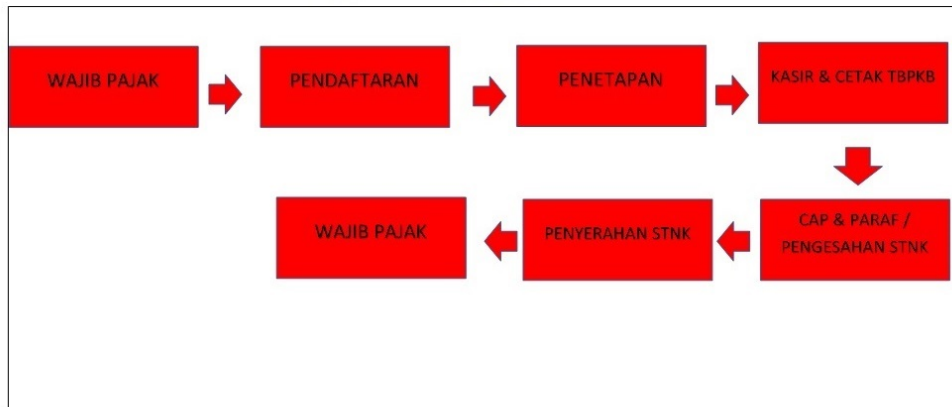 WAJIB PAJAK
PENDAFTARAN
PENETAPAN
KASIR & CETAK TBPKB
CAP & PARAF /
PENGESAHAN STNK
PENYERAHAN STNK
WAJIB PAJAK